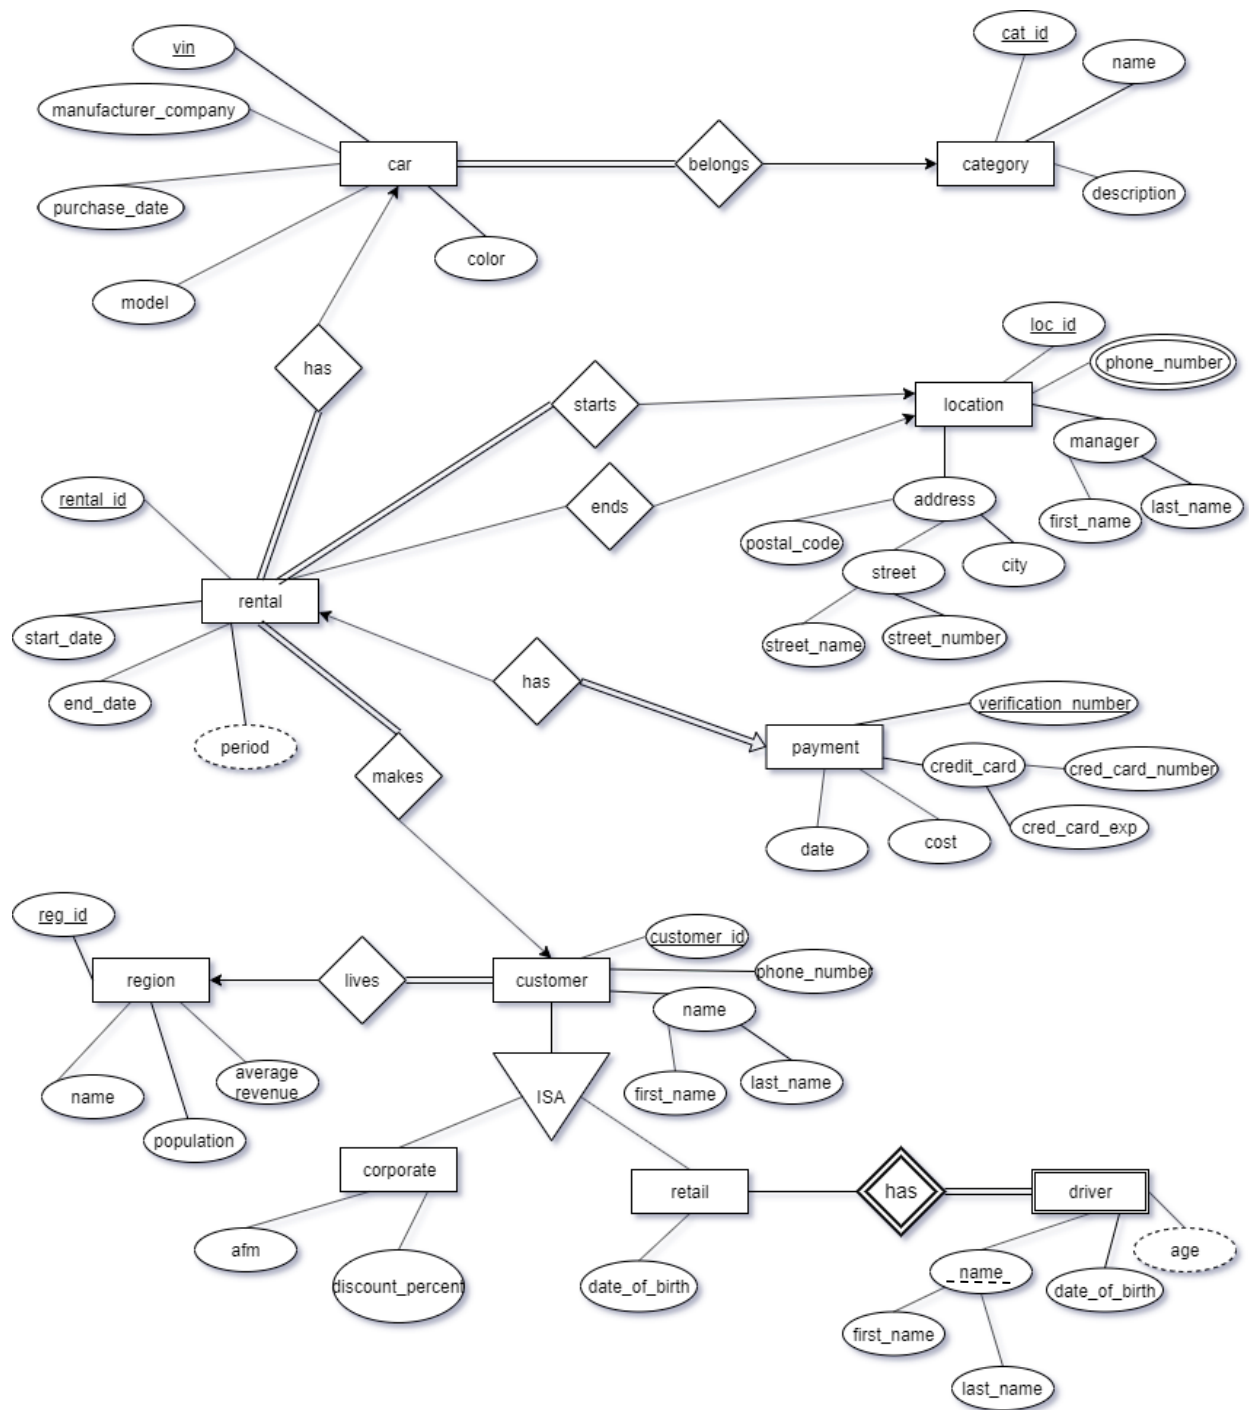 vin
cat_id
name
manufacturer_company
car
belongs
category
purchase_date
description
color
model
loc_id
phone_number
has
starts
location
manager
rental_id
ends
address
last_name
first_name
postal_code
street
city
rental
start_date
street_name
street_number
end_date
has
verification_number
period
payment
makes
credit_card
cred_card_number
cred_card_exp
date
cost
reg_id
customer_id
region
lives
customer
phone_number
name
average
revenue
name
first_name
last_name
ISA
population
corporate
retail
has
driver
afm
age
discount_percent
date_of_birth
name
date_of_birth
first_name
last_name